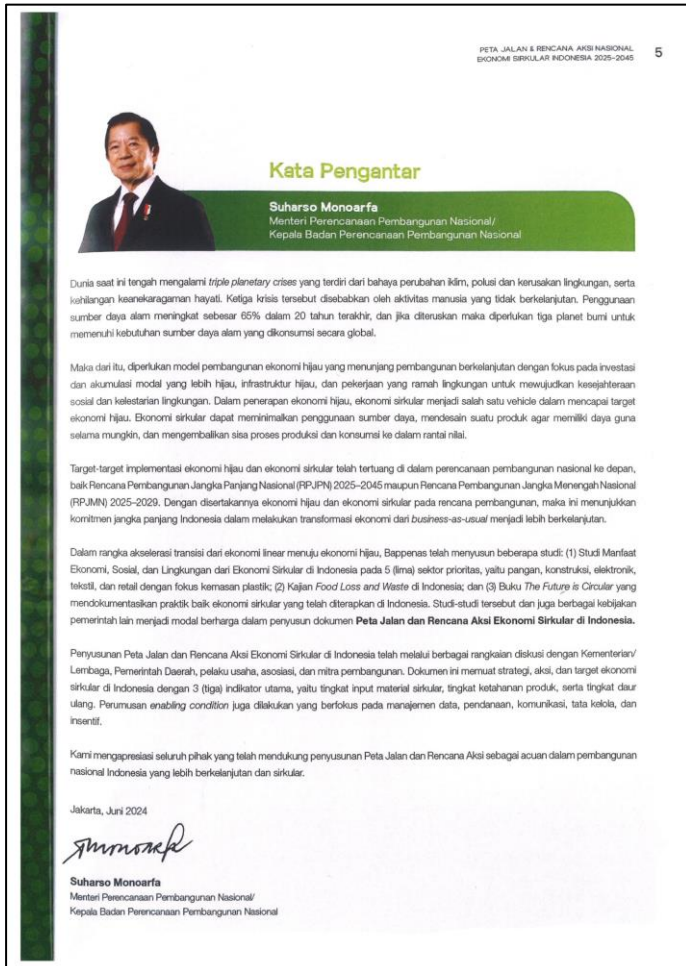 PETA JALAN & RENCANA AKSI NASIONAL
EKONOMI SIRKULAR INDONESIA 2025–2045
5
Kata Pengantar
Suharso Monoarfa
Menteri Perencanaan Pembangunan Nasional/
Kepala Badan Perencanaan Pembangunan Nasional
Dunia saat ini tengah mengalami triple planetary crises yang terdiri dari bahaya perubahan iklim, polusi dan kerusakan lingkungan, serta
kehilangan keanekaragaman hayati. Ketiga krisis tersebut disebabkan oleh aktivitas manusia yang tidak berkelanjutan. Penggunaan
sumber daya alam meningkat sebesar 65% dalam 20 tahun terakhir, dan jika diteruskan maka diperlukan tiga planet bumi untuk
memenuhi kebutuhan sumber daya alam yang dikonsumsi secara global.
Maka dari itu, diperlukan model pembangunan ekonomi hijau yang menunjang pembangunan berkelanjutan dengan fokus pada investasi
dan akumulasi modal yang lebih hijau, infrastruktur hijau, dan pekerjaan yang ramah lingkungan untuk mewujudkan kesejahteraan
sosial dan kelestarian lingkungan. Dalam penerapan ekonomi hijau, ekonomi sirkular menjadi salah satu vehicle dalam mencapai target
ekonomi hijau. Ekonomi sirkular dapat meminimalkan penggunaan sumber daya, mendesain suatu produk agar memiliki daya guna
selama mungkin, dan mengembalikan sisa proses produksi dan konsumsi ke dalam rantai nilai.
Target-target implementasi ekonomi hijau dan ekonomi sirkular telah tertuang di dalam perencanaan pembangunan nasional ke depan,
baik Rencana Pembangunan Jangka Panjang Nasional (RPJPN) 2025–2045 maupun Rencana Pembangunan Jangka Menengah Nasional
(RPJMN) 2025–2029. Dengan disertakannya ekonomi hijau dan ekonomi sirkular pada rencana pembangunan, maka ini menunjukkan
komitmen jangka panjang Indonesia dalam melakukan transformasi ekonomi dari business-as-usual menjadi lebih berkelanjutan.
Dalam rangka akselerasi transisi dari ekonomi linear menuju ekonomi hijau, Bappenas telah menyusun beberapa studi: (1) Studi Manfaat
Ekonomi, Sosial, dan Lingkungan dari Ekonomi Sirkular di Indonesia pada 5 (lima) sektor prioritas, yaitu pangan, konstruksi, elektronik,
tekstil, dan retail dengan fokus kemasan plastik; (2) Kajian Food Loss and Waste di Indonesia; dan (3) Buku The Future is Circular yang
mendokumentasikan praktik baik ekonomi sirkular yang telah diterapkan di Indonesia. Studi-studi tersebut dan juga berbagai kebijakan
pemerintah lain menjadi modal berharga dalam penyusun dokumen Peta Jalan dan Rencana Aksi Ekonomi Sirkular di Indonesia.
Penyusunan Peta Jalan dan Rencana Aksi Ekonomi Sirkular di Indonesia telah melalui berbagai rangkaian diskusi dengan Kementerian/
Lembaga, Pemerintah Daerah, pelaku usaha, asosiasi, dan mitra pembangunan. Dokumen ini memuat strategi, aksi, dan target ekonomi
sirkular di Indonesia dengan 3 (tiga) indikator utama, yaitu tingkat input material sirkular, tingkat ketahanan produk, serta tingkat daur
ulang. Perumusan enabling condition juga dilakukan yang berfokus pada manajemen data, pendanaan, komunikasi, tata kelola, dan
insentif.
Kami mengapresiasi seluruh pihak yang telah mendukung penyusunan Peta Jalan dan Rencana Aksi sebagai acuan dalam pembangunan
nasional Indonesia yang lebih berkelanjutan dan sirkular.
Jakarta, Juni 2024
Suharso Monoarfa
Menteri Perencanaan Pembangunan Nasional/
Kepala Badan Perencanaan Pembangunan Nasional